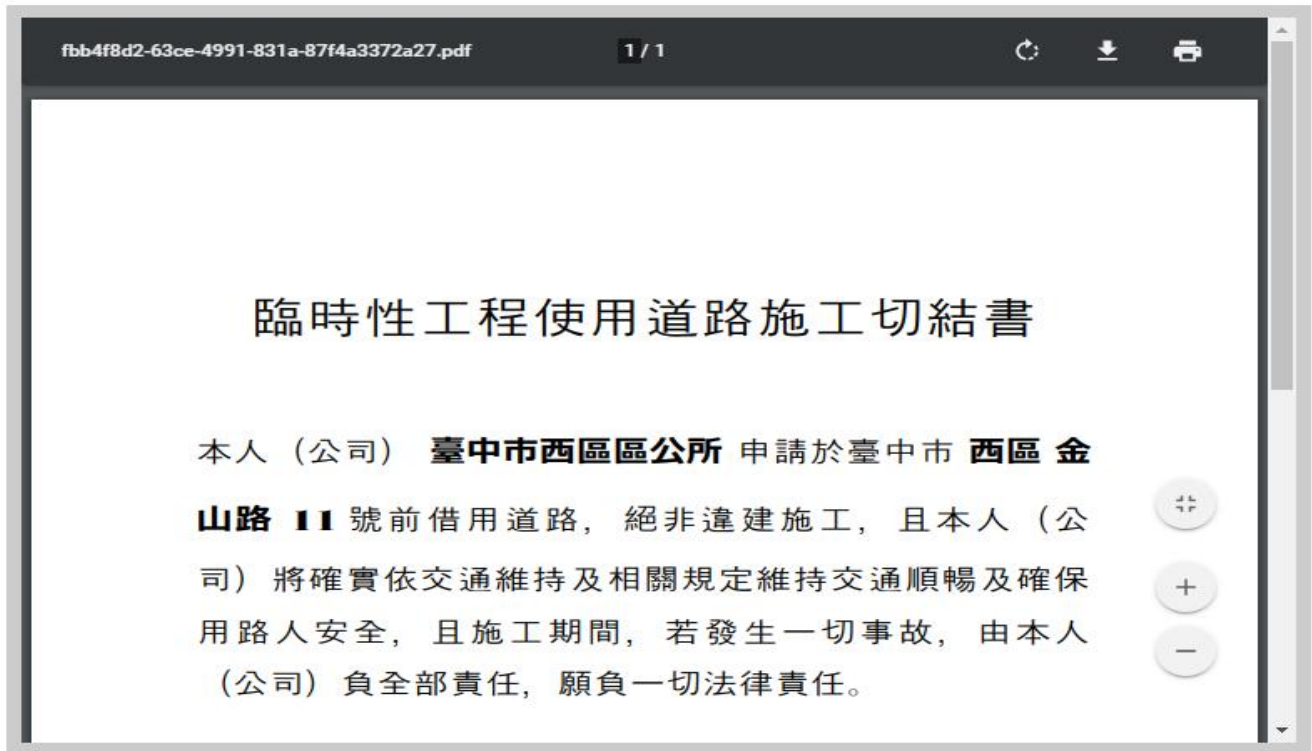 fbb4f8d2-63ce-4991-831a-87f4a3372a27.pdf 1 / 1
臨時性工程使用道路施工切結書
本人（公司） 臺中市西區區公所 申請於臺中市 西區 金
山路 11 號前借用道路，絕非違建施工，且本人（公
司）將確實依交通維持及相關規定維持交通順暢及確保
用路人安全，且施工期間，若發生一切事故，由本人
（公司）負全部責任，願負一切法律責任。